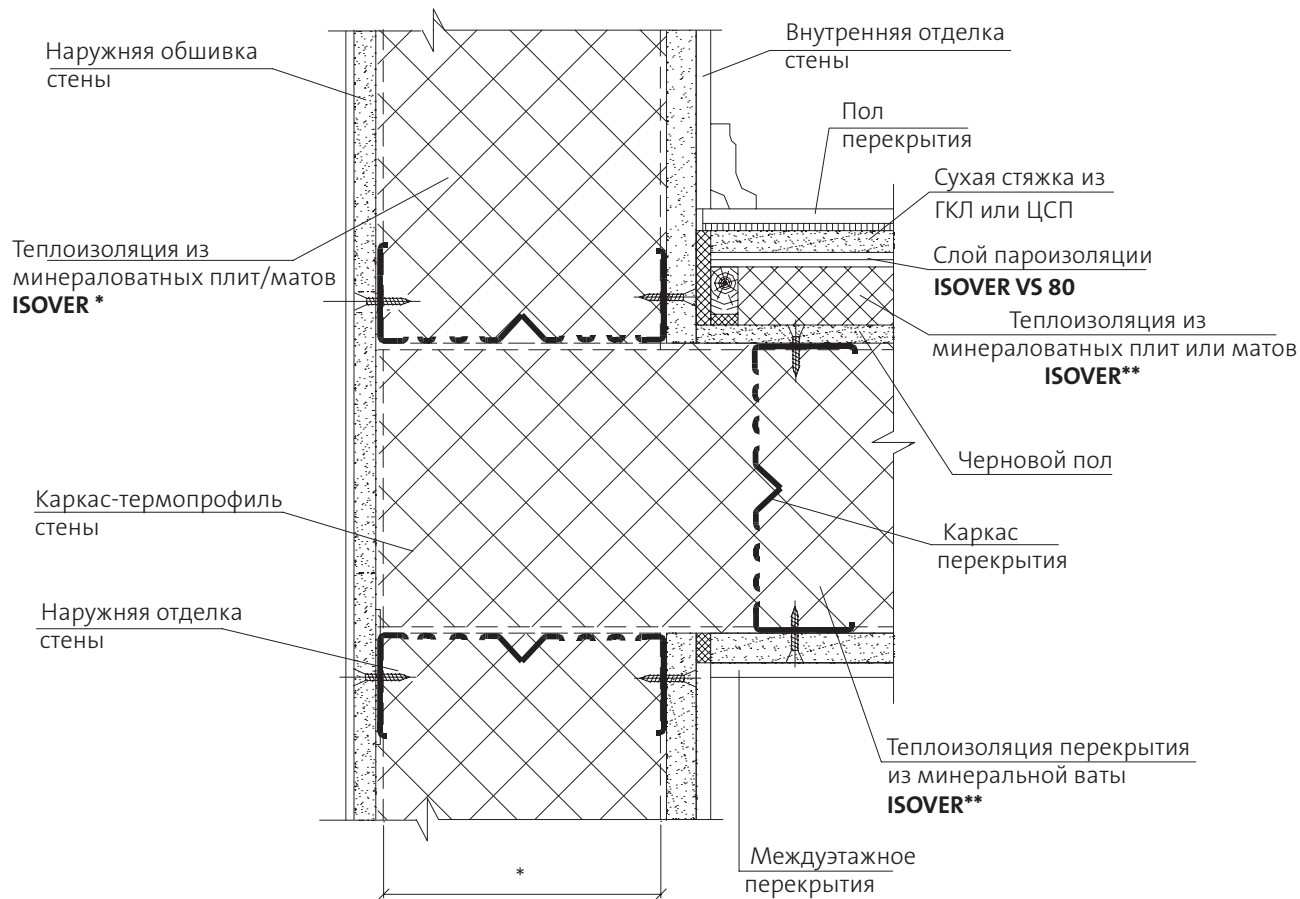 Наружняя обшивка
стены
Теплоизоляция из
минераловатных плит/матов
ISOVER *
Каркас-термопрофиль
стены
Наружняя отделка
стены
Внутренняя отделка
стены
Пол
перекрытия
Сухая стяжка из
ГКЛ или ЦСП
Слой пароизоляции
ISOVER VS 80
Теплоизоляция из
минераловатных плит или матов
ISOVER**
Черновой пол
Каркас
перекрытия
Теплоизоляция перекрытия
из минеральной ваты
ISOVER**
Междуэтажное
перекрытия
*